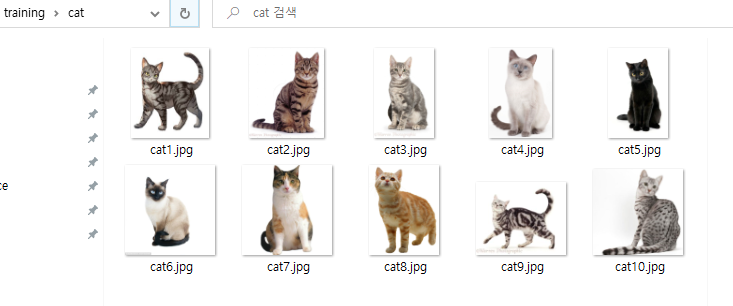 training > cat
cat 검색
cat1.jpg
cat2.jpg
cat3.jpg
cat4.jpg
cat5.jpg
ce
cat6.jpg
cat7.jpg
cat8.jpg
cat9.jpg
cat10.jpg